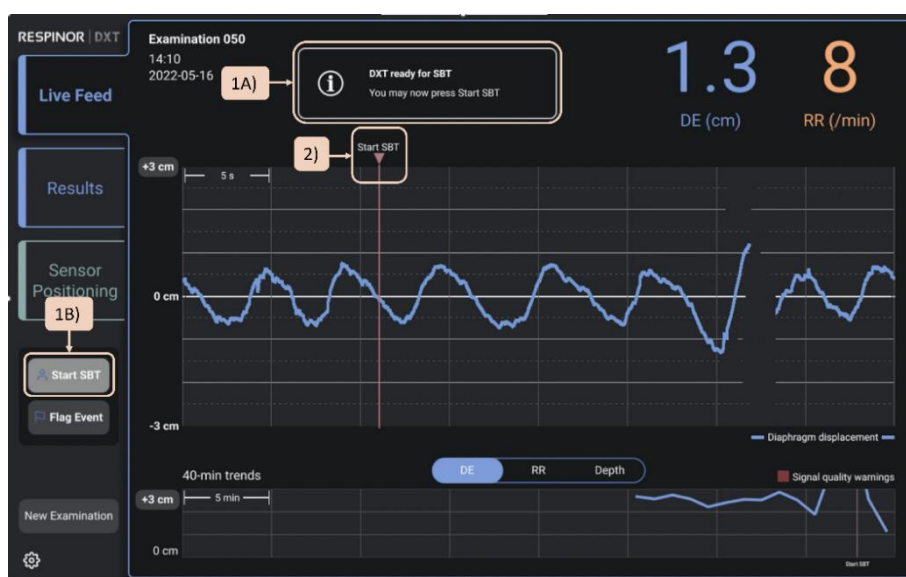 RESPINOR | DXT
Live Feed
Results
Sensor
Positioning
1B)
Start SBT
Flag Event
New Examination
Examination 050
14:10
2022-05-16
1A)
DXT ready for SBT
You may now press Start SBT
1.3
DE (cm)
8
RR (/min)
2)
Start SBT
+3 cm
5 s
0 cm
-3 cm
Diaphragm displacement
40-min trends
DE
RR
Depth
Signal quality warnings
+3 cm
5 min
0 cm
Start SBT